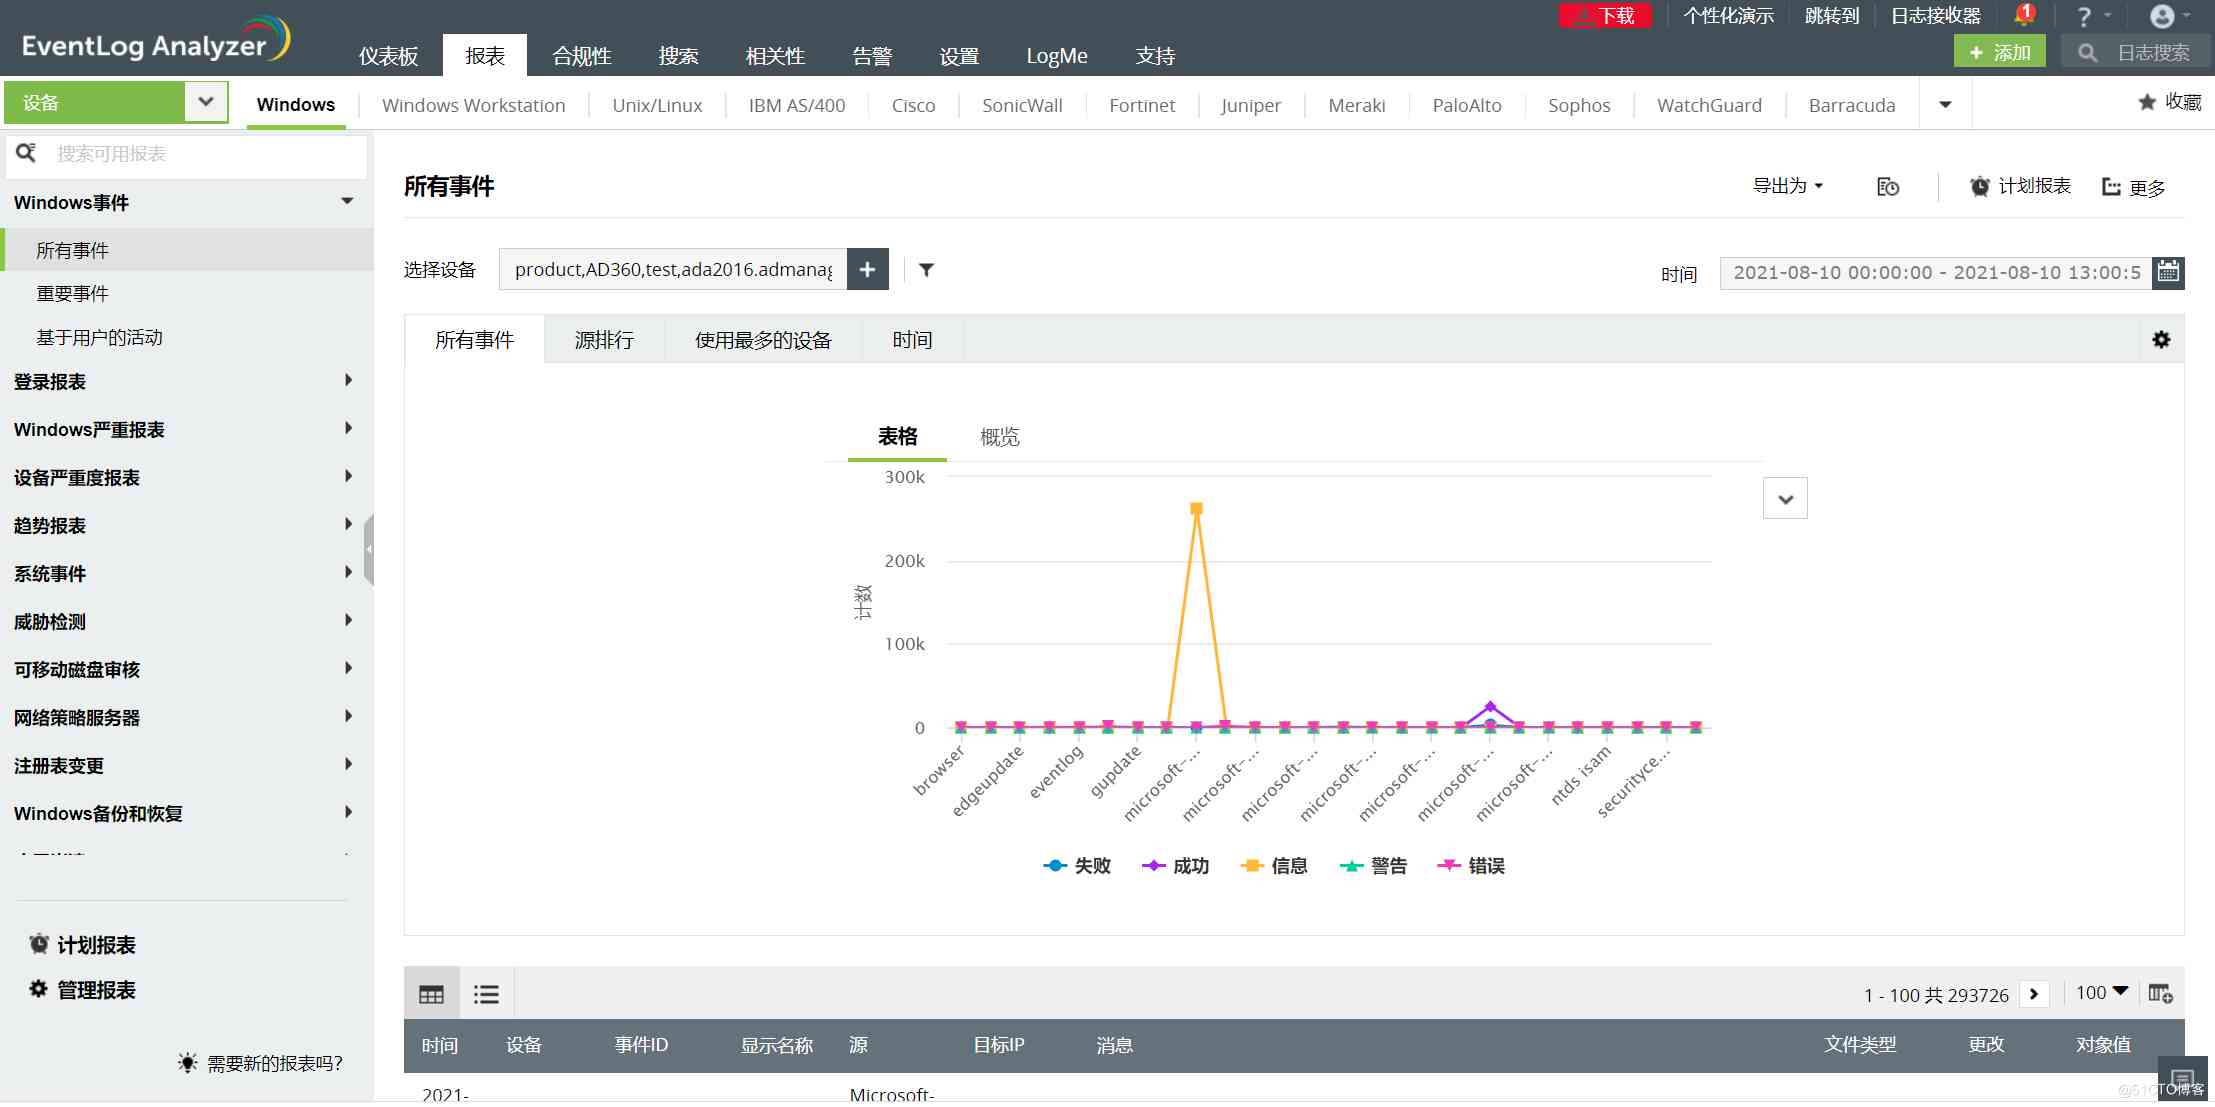 EventLog Analyzer
下载 个性化演示 跳转到 日志接收器 1 ?
仪表板 报表 合规性 搜索 相关性 告警 设置 LogMe 支持
+ 添加 日志搜索
设备 Windows Windows Workstation Unix/Linux IBM AS/400 Cisco SonicWall Fortinet Juniper Meraki PaloAlto Sophos WatchGuard Barracuda 收藏
搜索可用报表
Windows事件
所有事件
重要事件
基于用户的活动
登录报表
Windows严重报表
设备严重度报表
趋势报表
系统事件
威胁检测
可移动磁盘审核
网络策略服务器
注册表变更
Windows备份和恢复
计划报表
管理报表
需要新的报表吗?
所有事件
导出为 计划报表 更多
选择设备 product,AD360,test,ada2016.admanag +
时间 2021-08-10 00:00:00 - 2021-08-10 13:00:5
所有事件 源排行 使用最多的设备 时间
表格 概览
300k
200k
100k
0
计数
browser edgeupdate eventlog gupdate microsoft-... microsoft-... microsoft-... microsoft-... microsoft-... microsoft-... microsoft-... ntds isam securityce...
失败 成功 信息 警告 错误
1 - 100 共 293726 100
时间 设备 事件ID 显示名称 源 目标IP 消息 文件类型 更改 对象值
2021- Microsoft-
@51CTO博客